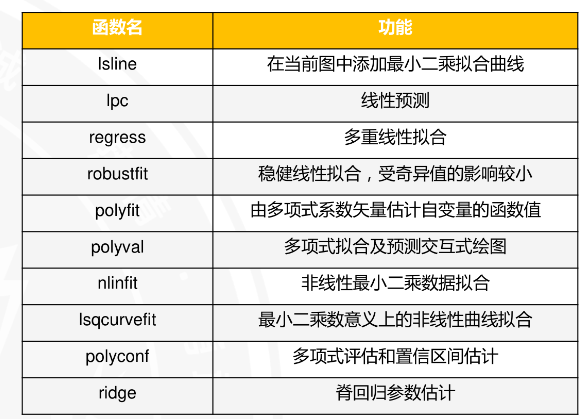 函数名 功能
lsline 在当前图中添加最小二乘拟合曲线
lpc 线性预测
regress 多重线性拟合
robustfit 稳健线性拟合，受奇异值的影响较小
polyfit 由多项式系数矢量估计自变量的函数值
polyval 多项式拟合及预测交互式绘图
nlinfit 非线性最小二乘数据拟合
lsqcurvefit 最小二乘数意义上的非线性曲线拟合
polyconf 多项式评估和置信区间估计
ridge 脊回归参数估计